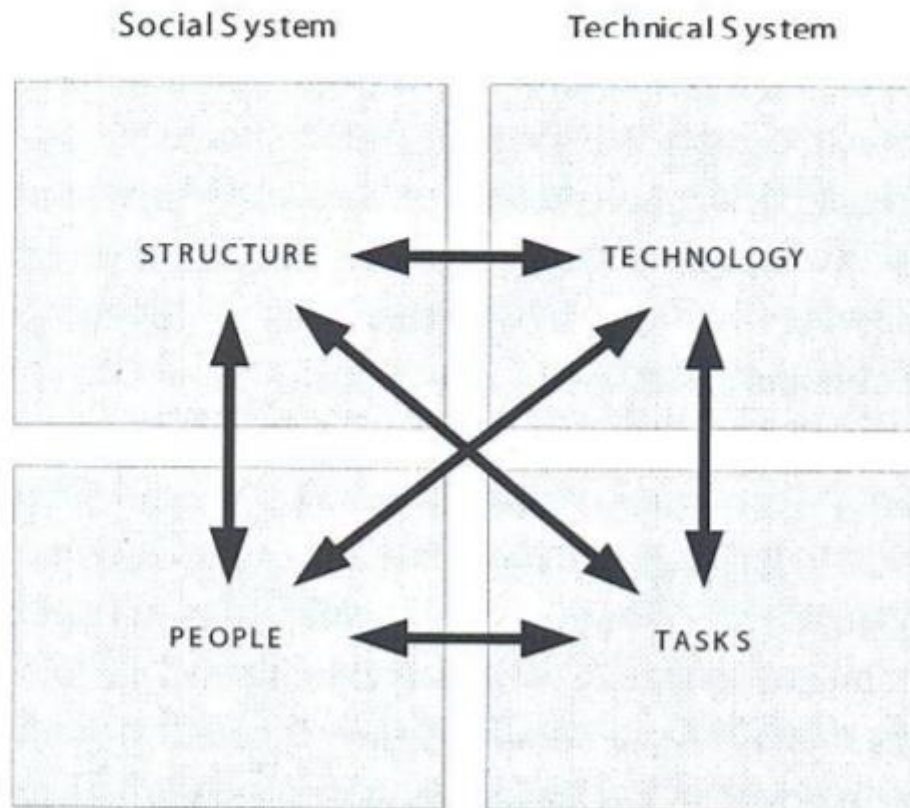 Social System
Technical System
STRUCTURE
TECHNOLOGY
PEOPLE
TASKS